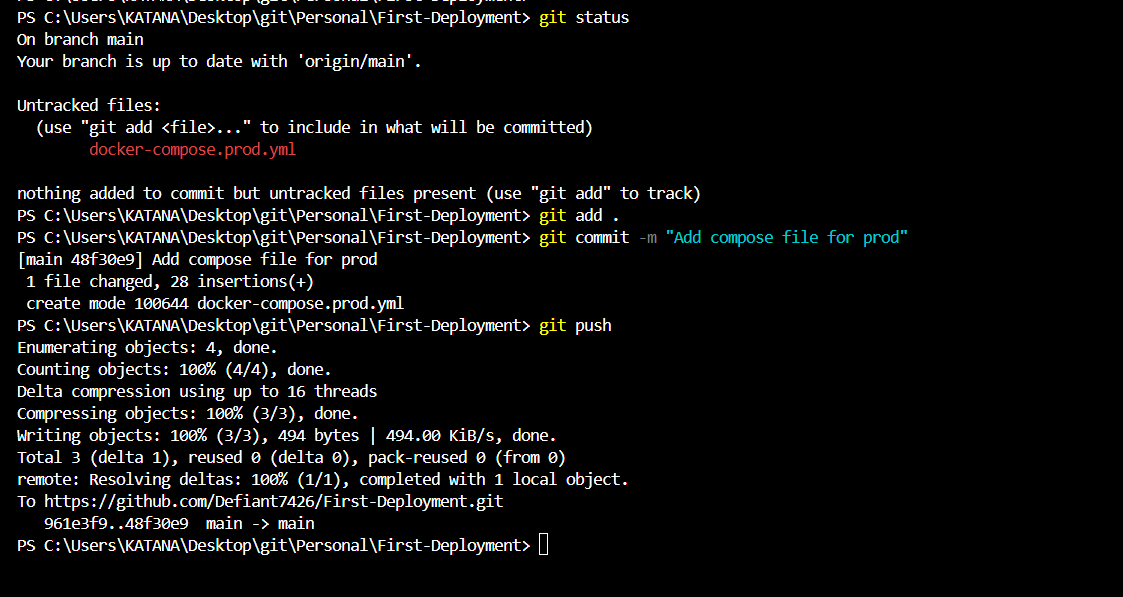 PS C:\Users\KATANA\Desktop\git\Personal\First-Deployment> git status
On branch main
Your branch is up to date with 'origin/main'.
Untracked files:
  (use "git add <file>..." to include in what will be committed)
        docker-compose.prod.yml
nothing added to commit but untracked files present (use "git add" to track)
PS C:\Users\KATANA\Desktop\git\Personal\First-Deployment> git add .
PS C:\Users\KATANA\Desktop\git\Personal\First-Deployment> git commit -m "Add compose file for prod"
[main 48f30e9] Add compose file for prod
 1 file changed, 28 insertions(+)
 create mode 100644 docker-compose.prod.yml
PS C:\Users\KATANA\Desktop\git\Personal\First-Deployment> git push
Enumerating objects: 4, done.
Counting objects: 100% (4/4), done.
Delta compression using up to 16 threads
Compressing objects: 100% (3/3), done.
Writing objects: 100% (3/3), 494 bytes | 494.00 KiB/s, done.
Total 3 (delta 1), reused 0 (delta 0), pack-reused 0 (from 0)
remote: Resolving deltas: 100% (1/1), completed with 1 local object.
To https://github.com/Defiant7426/First-Deployment.git
   961e3f9..48f30e9  main -> main
PS C:\Users\KATANA\Desktop\git\Personal\First-Deployment>